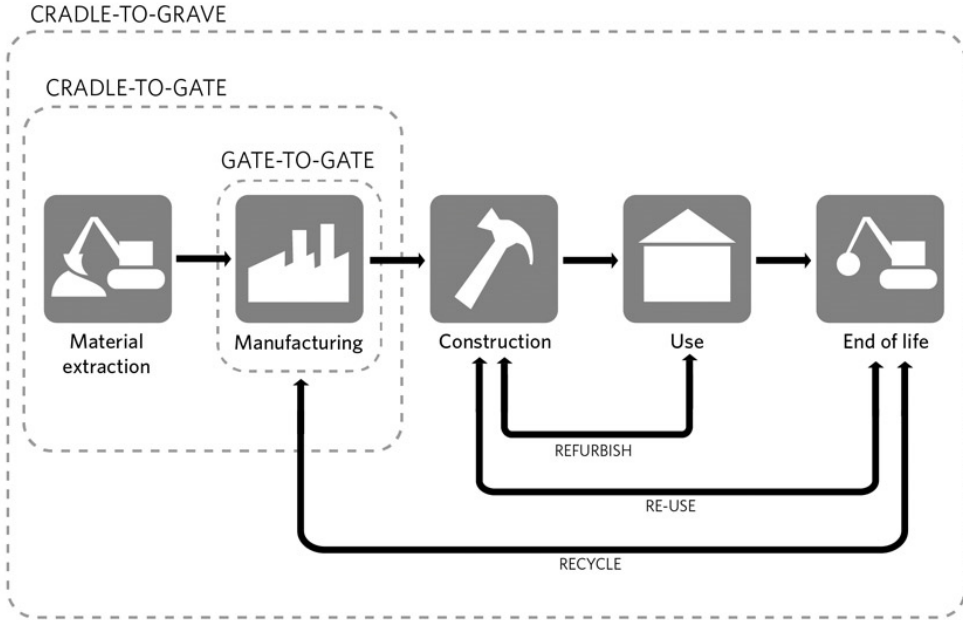 CRADLE-TO-GRAVE
CRADLE-TO-GATE
GATE-TO-GATE
Material
extraction
Manufacturing
Construction
Use
End of life
REFURBISH
RE-USE
RECYCLE